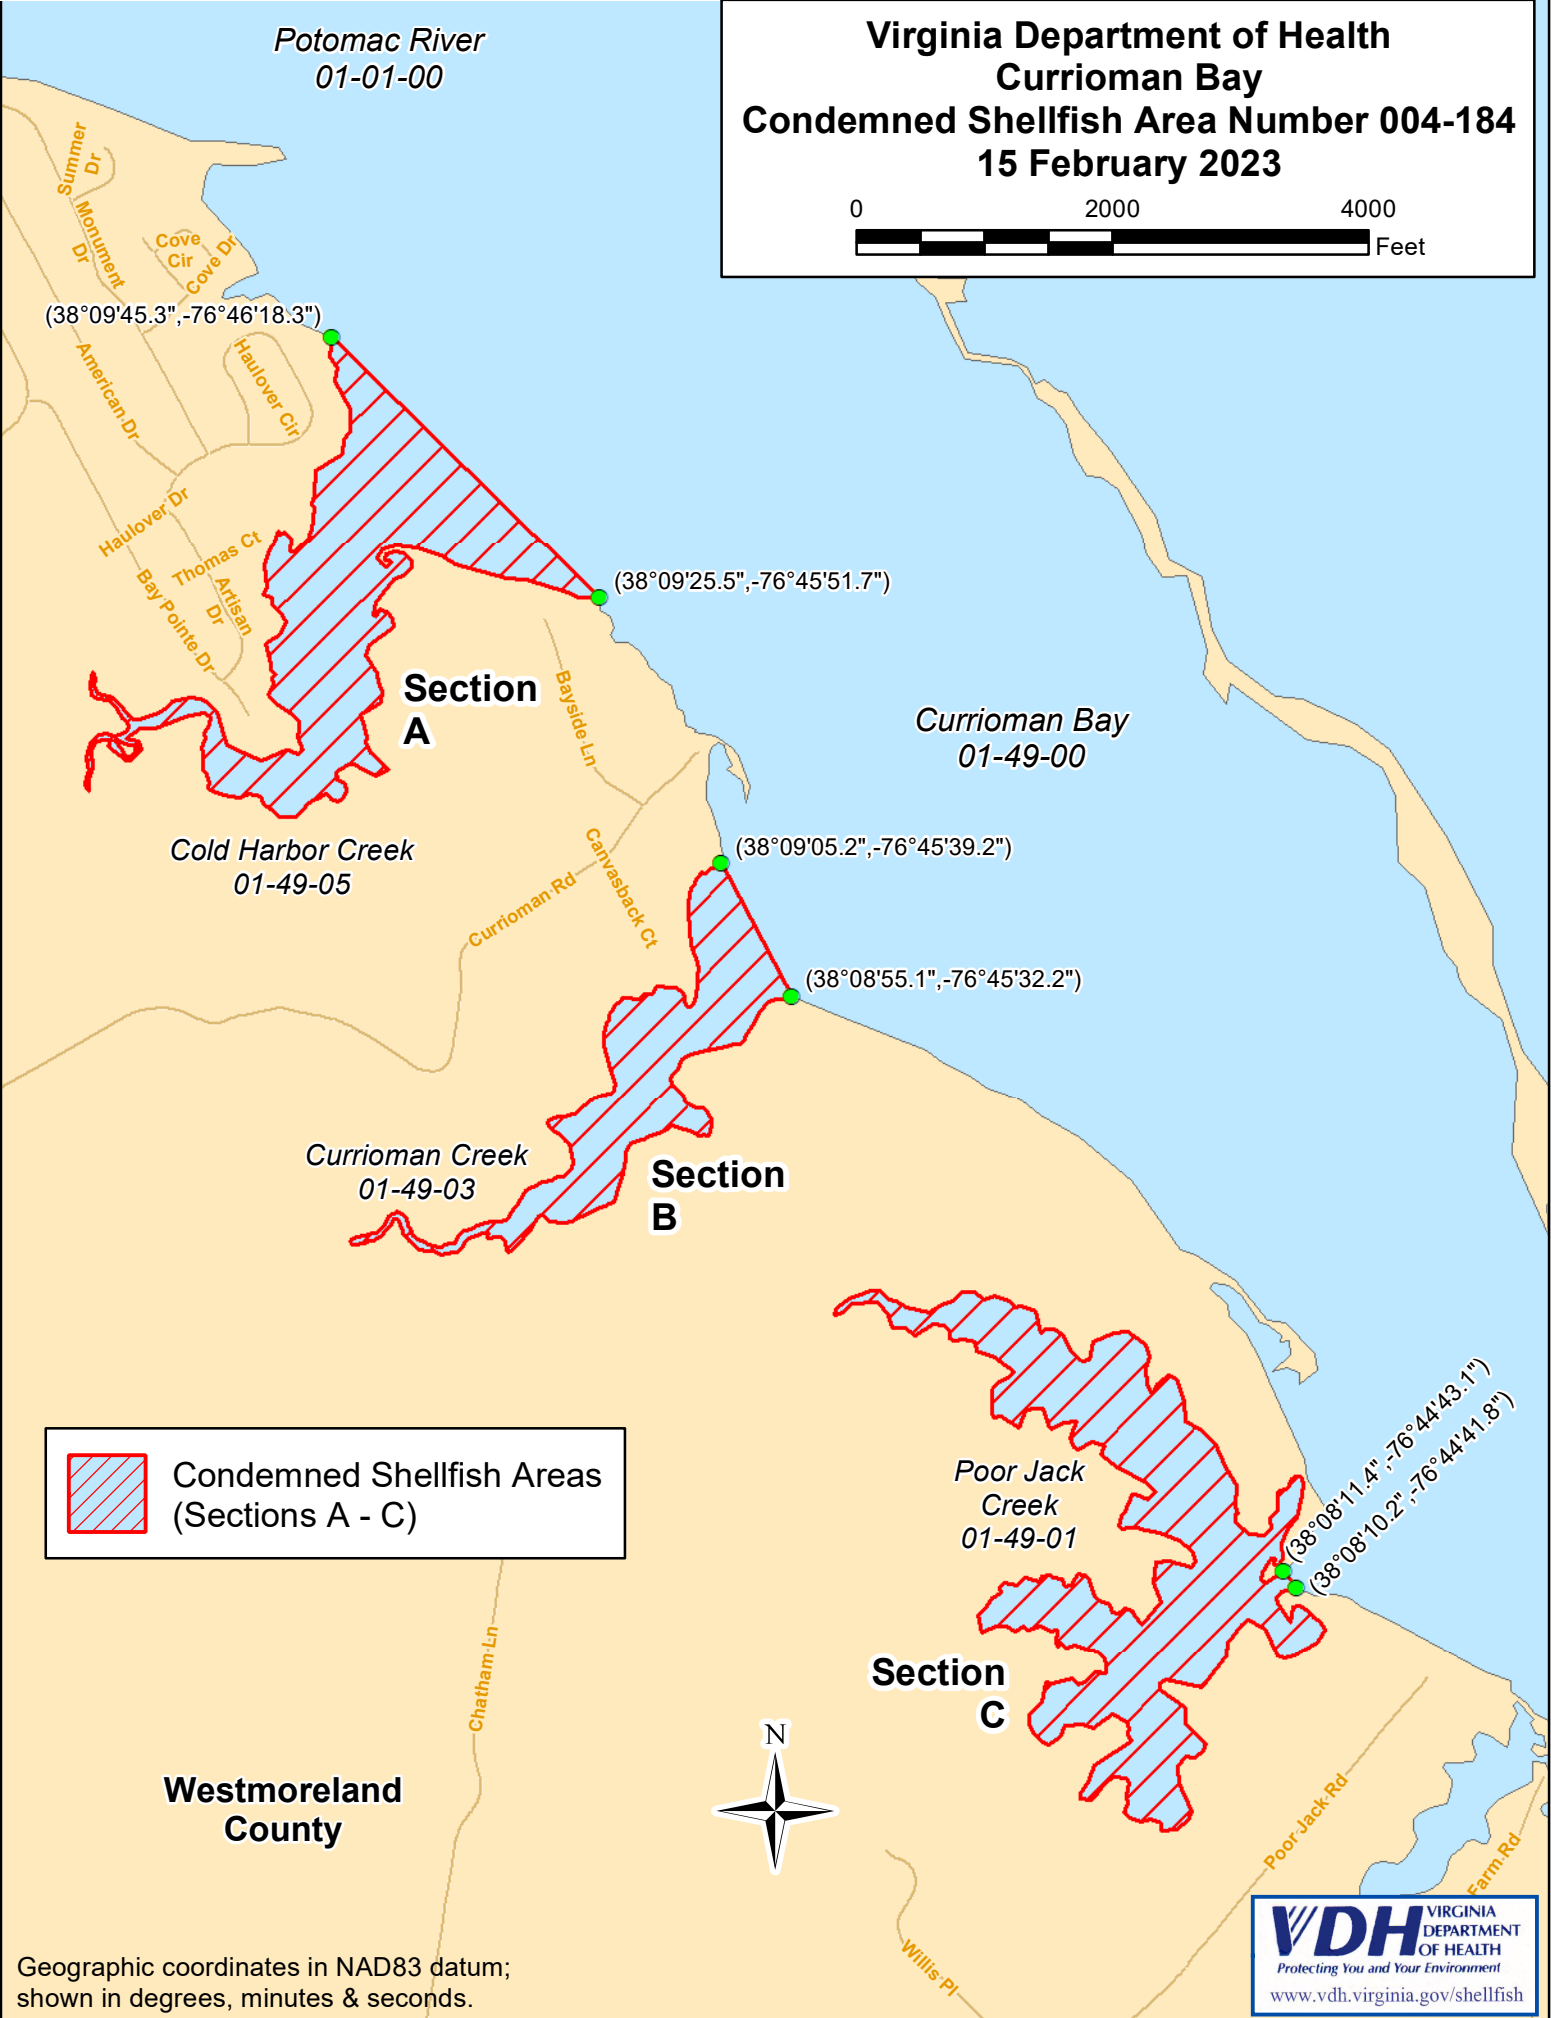 Potomac River
01-01-00
Virginia Department of Health
Currioman Bay
Condemned Shellfish Area Number 004-184
15 February 2023
0 2000 4000
Feet
Summer
Dr
Monument
Dr
Cove
Cir
Cove Dr
(38°09'45.3",-76°46'18.3")
American Dr
Haulover Cir
Haulover Dr
Thomas Ct
Artisan
Dr
Bay Pointe Dr
(38°09'25.5",-76°45'51.7")
Section
A
Bayside Ln
Currioman Bay
01-49-00
Cold Harbor Creek
01-49-05
(38°09'05.2",-76°45'39.2")
Canvasback Ct
Currioman Rd
(38°08'55.1",-76°45'32.2")
Currioman Creek
01-49-03
Section
B
(38°08'11.4",-76°44'43.1")
(38°08'10.2",-76°44'41.8")
Condemned Shellfish Areas
(Sections A - C)
Poor Jack
Creek
01-49-01
Section
C
Chatham Ln
N
Westmoreland
County
Poor Jack Rd
Farm Rd
Willis Pl
Geographic coordinates in NAD83 datum;
shown in degrees, minutes & seconds.
VDH VIRGINIA
DEPARTMENT
OF HEALTH
Protecting You and Your Environment
www.vdh.virginia.gov/shellfish